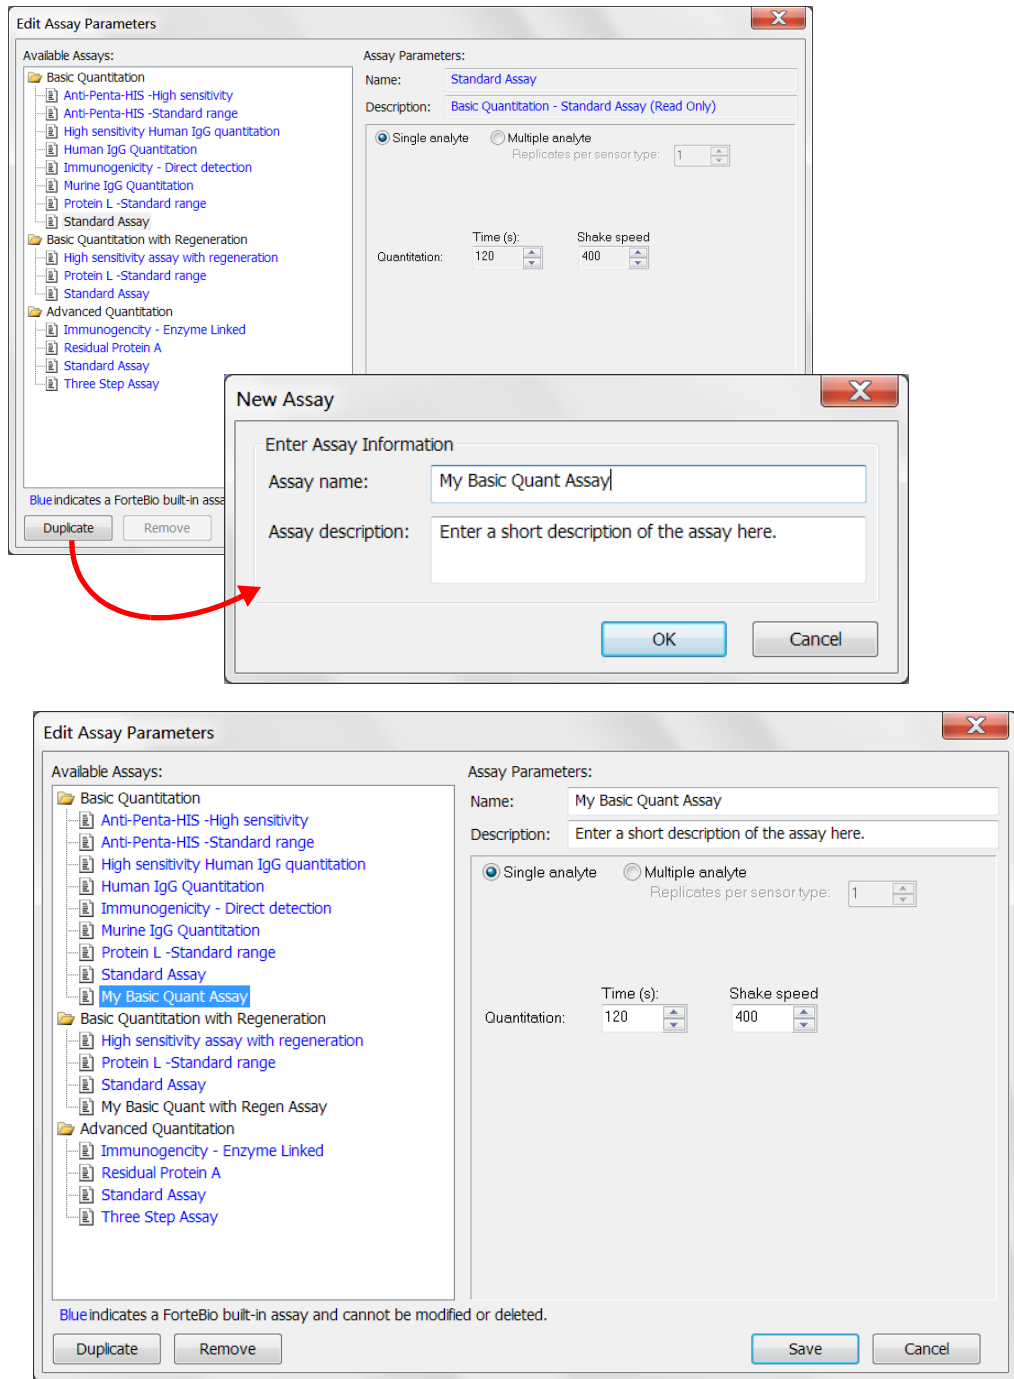 Edit Assay Parameters
Available Assays:
Basic Quantitation
Anti-Penta-HIS -High sensitivity
Anti-Penta-HIS -Standard range
High sensitivity Human IgG quantitation
Human IgG Quantitation
Immunogenicity - Direct detection
Murine IgG Quantitation
Protein L -Standard range
Standard Assay
Basic Quantitation with Regeneration
High sensitivity assay with regeneration
Protein L -Standard range
Standard Assay
Advanced Quantitation
Immunogencity - Enzyme Linked
Residual Protein A
Standard Assay
Three Step Assay
Blue indicates a ForteBio built-in assa
Duplicate Remove
Assay Parameters:
Name: Standard Assay
Description: Basic Quantitation - Standard Assay (Read Only)
Single analyte Multiple analyte
Replicates per sensor type: 1
Time (s): Shake speed
Quantitation: 120 400
New Assay
Enter Assay Information
Assay name: My Basic Quant Assay
Assay description: Enter a short description of the assay here.
OK Cancel
Edit Assay Parameters
Available Assays:
Basic Quantitation
Anti-Penta-HIS -High sensitivity
Anti-Penta-HIS -Standard range
High sensitivity Human IgG quantitation
Human IgG Quantitation
Immunogenicity - Direct detection
Murine IgG Quantitation
Protein L -Standard range
Standard Assay
My Basic Quant Assay
Basic Quantitation with Regeneration
High sensitivity assay with regeneration
Protein L -Standard range
Standard Assay
My Basic Quant with Regen Assay
Advanced Quantitation
Immunogencity - Enzyme Linked
Residual Protein A
Standard Assay
Three Step Assay
Assay Parameters:
Name: My Basic Quant Assay
Description: Enter a short description of the assay here.
Single analyte Multiple analyte
Replicates per sensor type: 1
Time (s): Shake speed
Quantitation: 120 400
Blue indicates a ForteBio built-in assay and cannot be modified or deleted.
Duplicate Remove Save Cancel